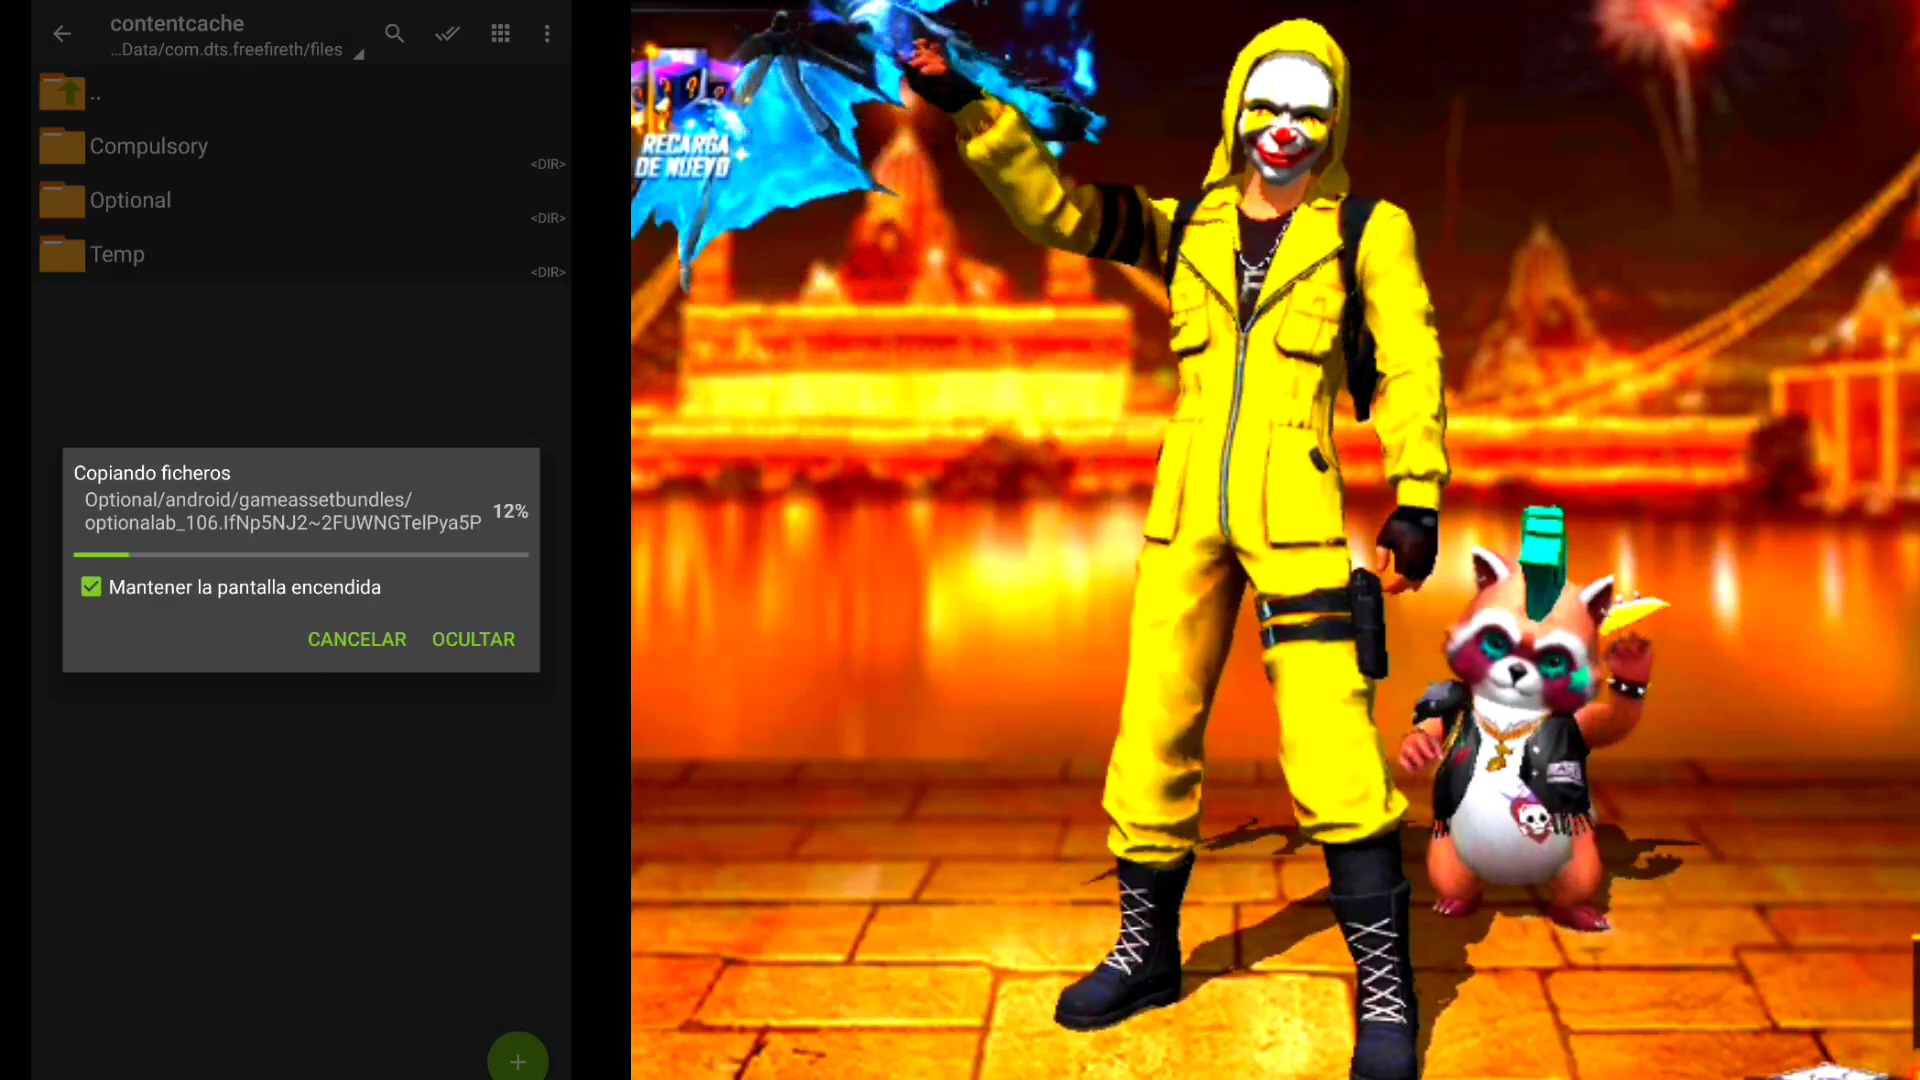 contentcache
...Data/com.dts.freefireth/files
..
Compulsory
<DIR>
Optional
<DIR>
Temp
<DIR>
Copiando ficheros
Optional/android/gameassetbundles/
optionalab_106.IfNp5NJ2~2FUWNGTelPya5P
12%
Mantener la pantalla encendida
CANCELAR OCULTAR
RECARGA
DE NUEVO